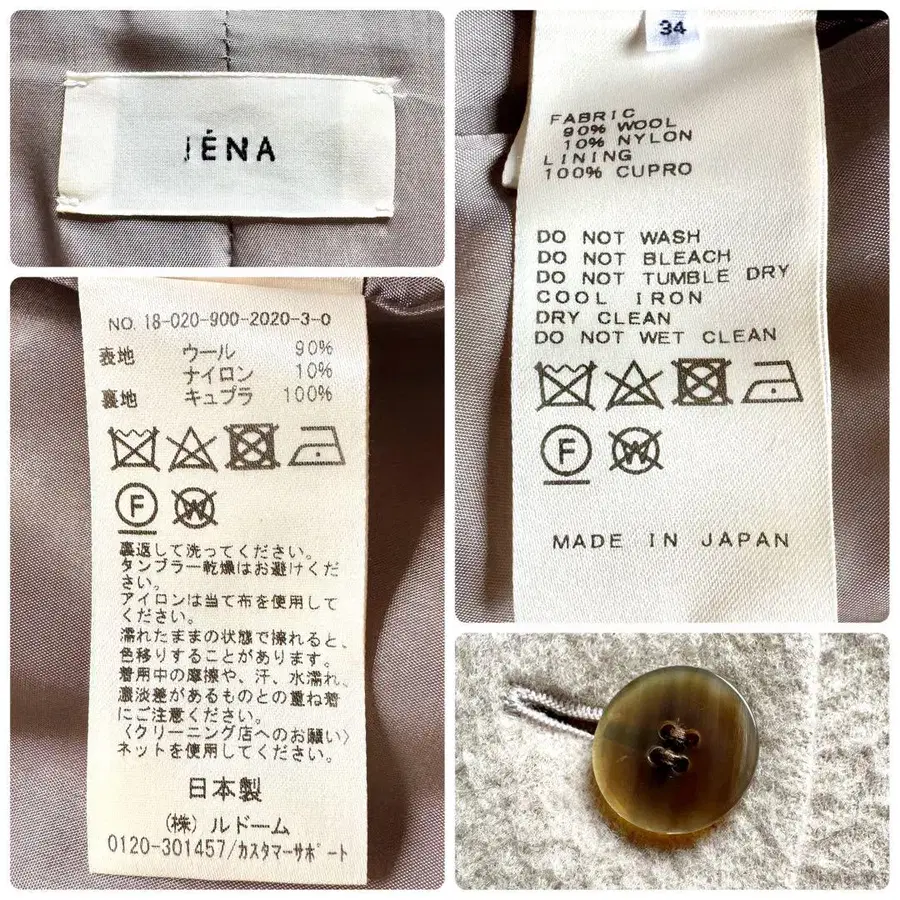 IÉNA
34
FABRIC
90% WOOL
10% NYLON
LINING
100% CUPRO
DO NOT WASH
DO NOT BLEACH
DO NOT TUMBLE DRY
COOL IRON
DRY CLEAN
DO NOT WET CLEAN
F W
MADE IN JAPAN
NO. 18-020-900-2020-3-0
表地 ウール 90%
ナイロン 10%
裏地 キュプラ 100%
F W
裏返して洗ってください。
タンブラー乾燥はお避けくだ
さい。
アイロンは当て布を使用して
ください。
濡れたままの状態で擦れると、
色移りすることがあります。
着用中の摩擦や、汗、水濡れ、
濃淡差があるものとの重ね着
にご注意ください。
〈クリーニング店へのお願い〉
ネットを使用してください。
日本製
(株) ルドーム
0120-301457/カスタマーサポート